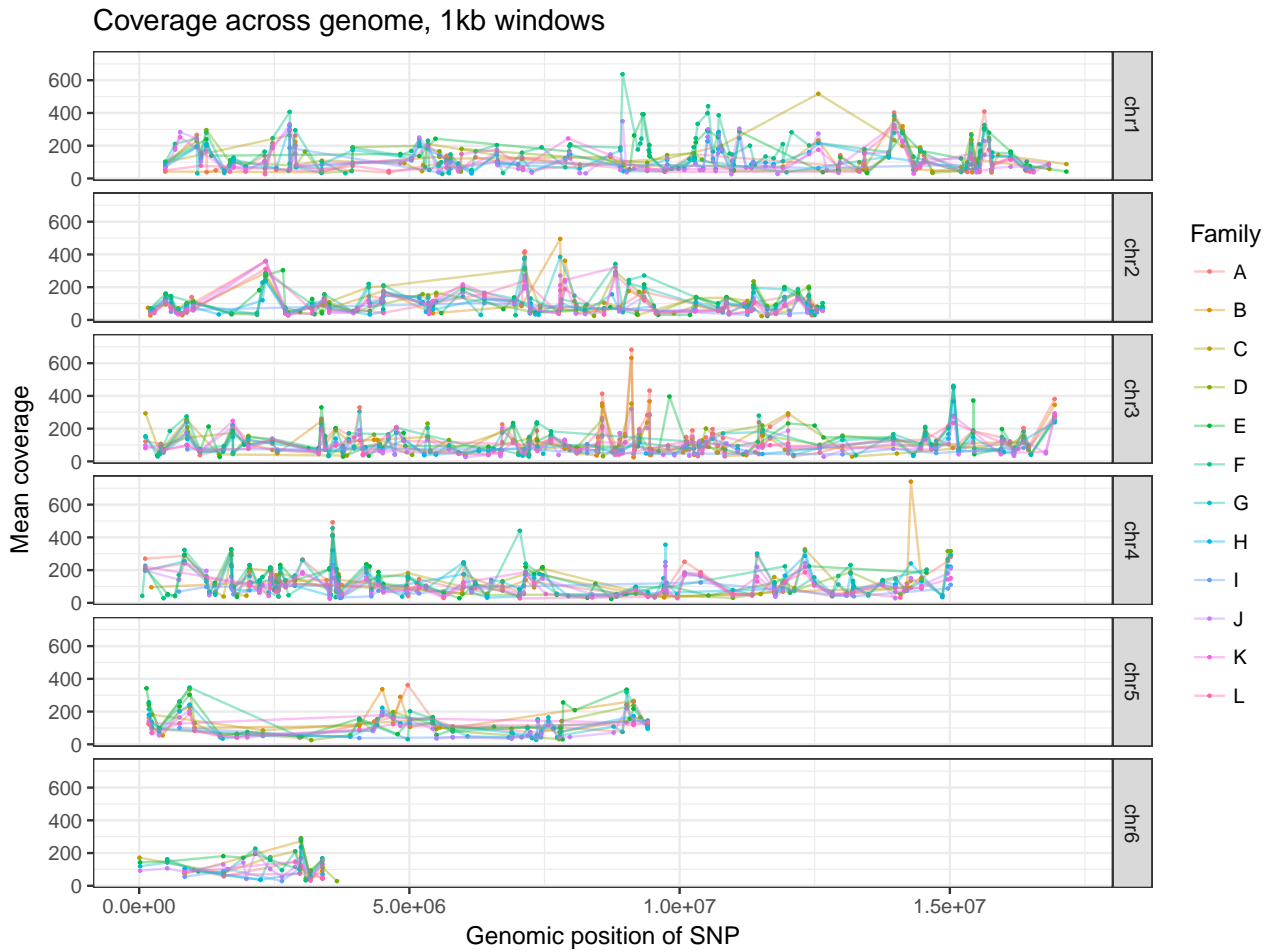 Coverage across genome, 1kb windows
600
400
200
0
chr1
600
400
200
0
chr2
600
400
200
0
chr3
600
400
200
0
chr4
600
400
200
0
chr5
600
400
200
0
chr6
Mean coverage
0.0e+00
5.0e+06
1.0e+07
1.5e+07
Genomic position of SNP
Family
A
B
C
D
E
F
G
H
I
J
K
L